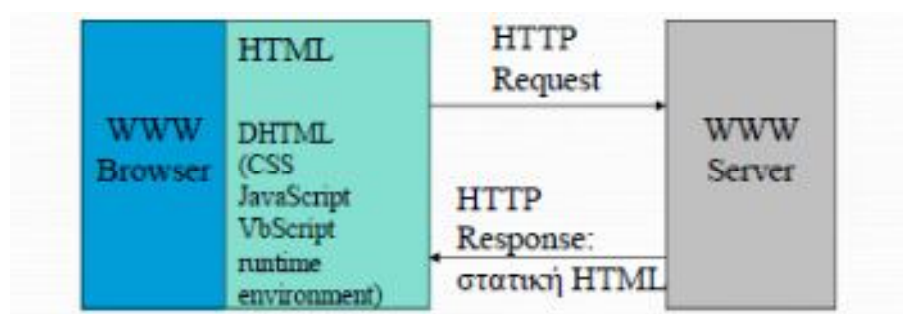 WWW
Browser
HTML
DHTML
(CSS
JavaScript
VbScript
runtime
environment)
HTTP
Request
HTTP
Response:
στατική HTML
WWW
Server